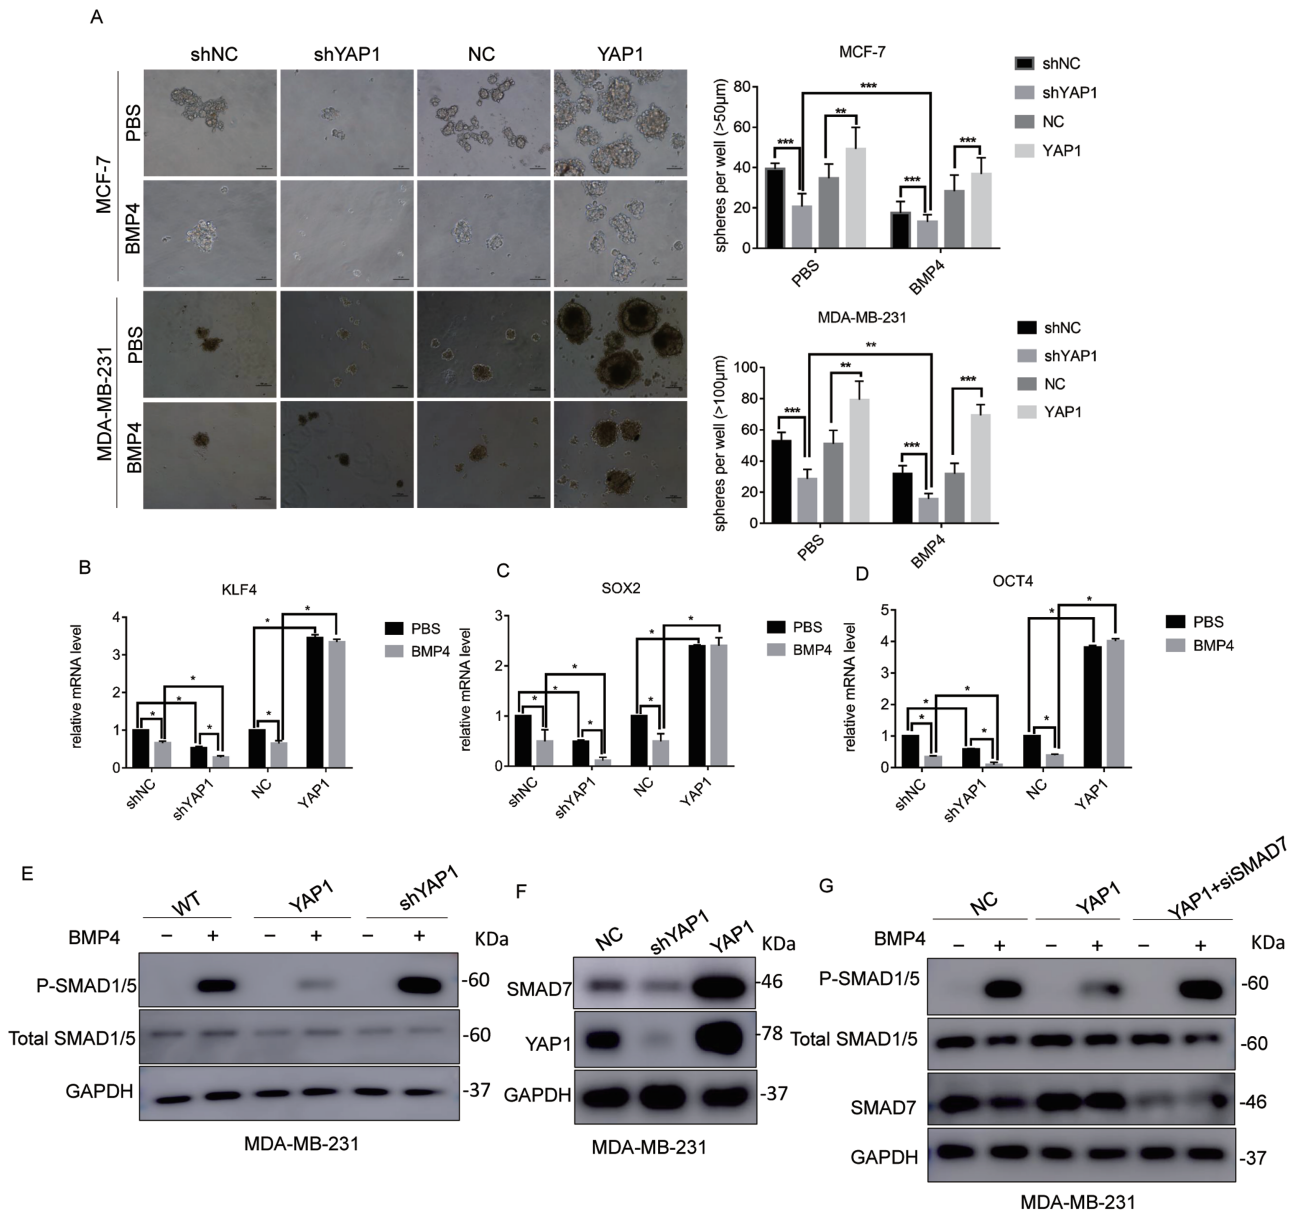 A
shNC shYAP1 NC YAP1
MCF-7
PBS
BMP4
MDA-MB-231
PBS
BMP4
MCF-7
spheres per well (>50μm)
80
60
40
20
0
*** ** *** *** ***
PBS BMP4
shNC
shYAP1
NC
YAP1
MDA-MB-231
spheres per well (>100μm)
100
80
60
40
20
0
*** ** ** *** ***
PBS BMP4
shNC
shYAP1
NC
YAP1
B
KLF4
relative mRNA level
4
3
2
1
0
* * * * * * *
shNC shYAP1 NC YAP1
PBS
BMP4
C
SOX2
relative mRNA level
3
2
1
0
* * * * * * *
shNC shYAP1 NC YAP1
PBS
BMP4
D
OCT4
relative mRNA level
5
4
3
2
1
0
* * * * * * *
shNC shYAP1 NC YAP1
PBS
BMP4
E
WT YAP1 shYAP1
BMP4 – + – + – + KDa
P-SMAD1/5 -60
Total SMAD1/5 -60
GAPDH -37
MDA-MB-231
F
NC shYAP1 YAP1 KDa
SMAD7 -46
YAP1 -78
GAPDH -37
MDA-MB-231
G
NC YAP1 YAP1+siSMAD7
BMP4 – + – + – + KDa
P-SMAD1/5 -60
Total SMAD1/5 -60
SMAD7 -46
GAPDH -37
MDA-MB-231